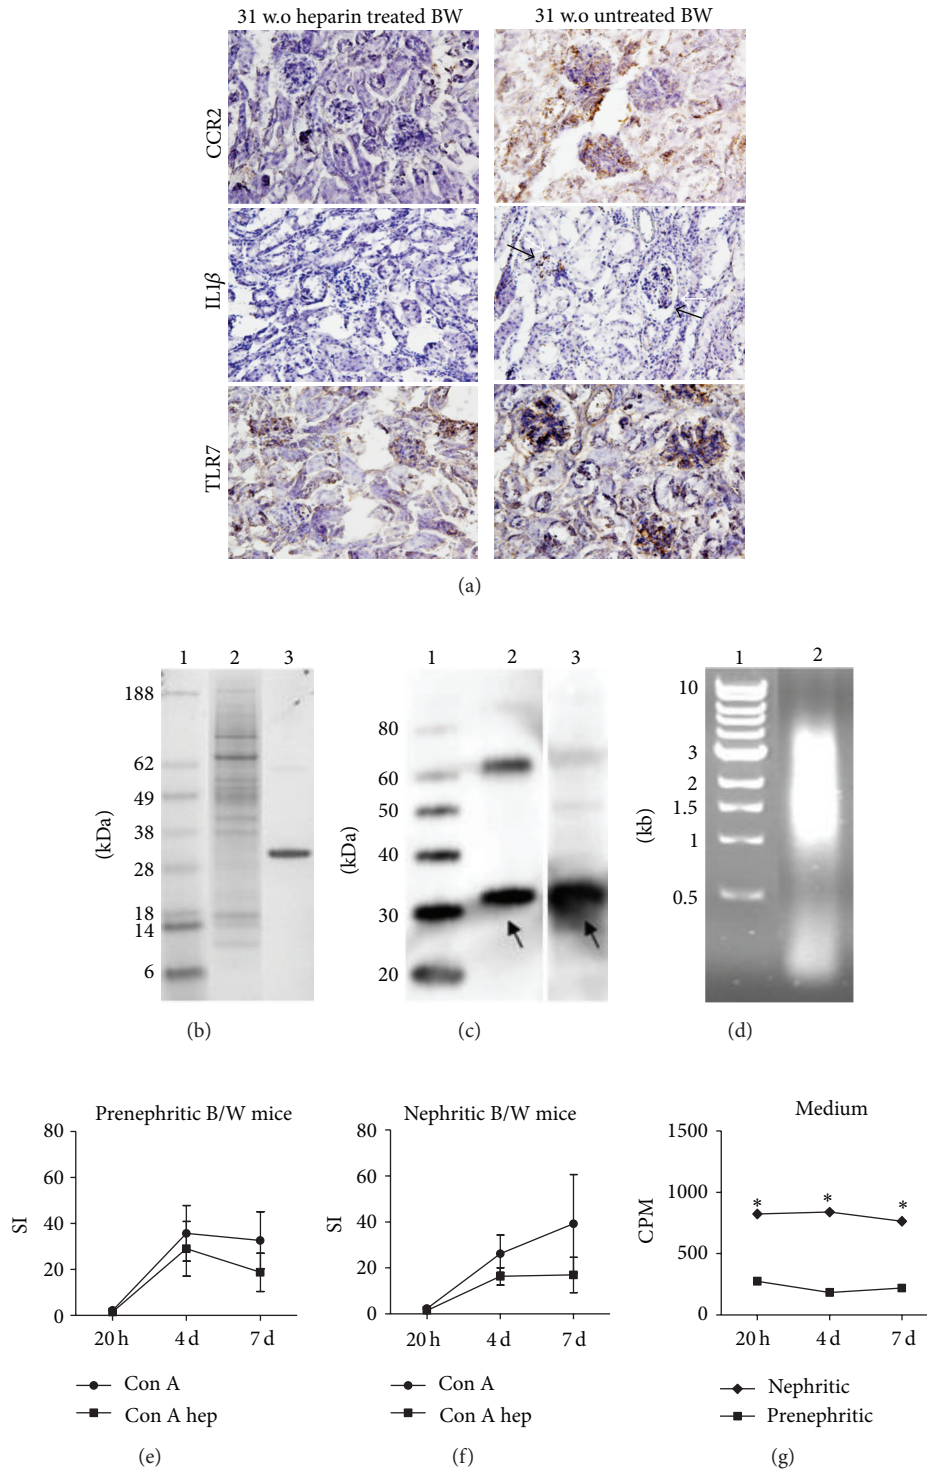 31 w.o heparin treated BW
31 w.o untreated BW
CCR2
IL1β
TLR7
(a)
1 2 3
188
62
49
38
28
18
14
6
(kDa)
(b)
1 2 3
80
60
50
40
30
20
(kDa)
(c)
1 2
10
3
2
1.5
1
0.5
(kb)
(d)
Prenephritic B/W mice
80
60
40
20
0
SI
20 h 4 d 7 d
Con A
Con A hep
(e)
Nephritic B/W mice
80
60
40
20
0
SI
20 h 4 d 7 d
Con A
Con A hep
(f)
Medium
1500
1000
500
0
CPM
* * *
20 h 4 d 7 d
Nephritic
Prenephritic
(g)